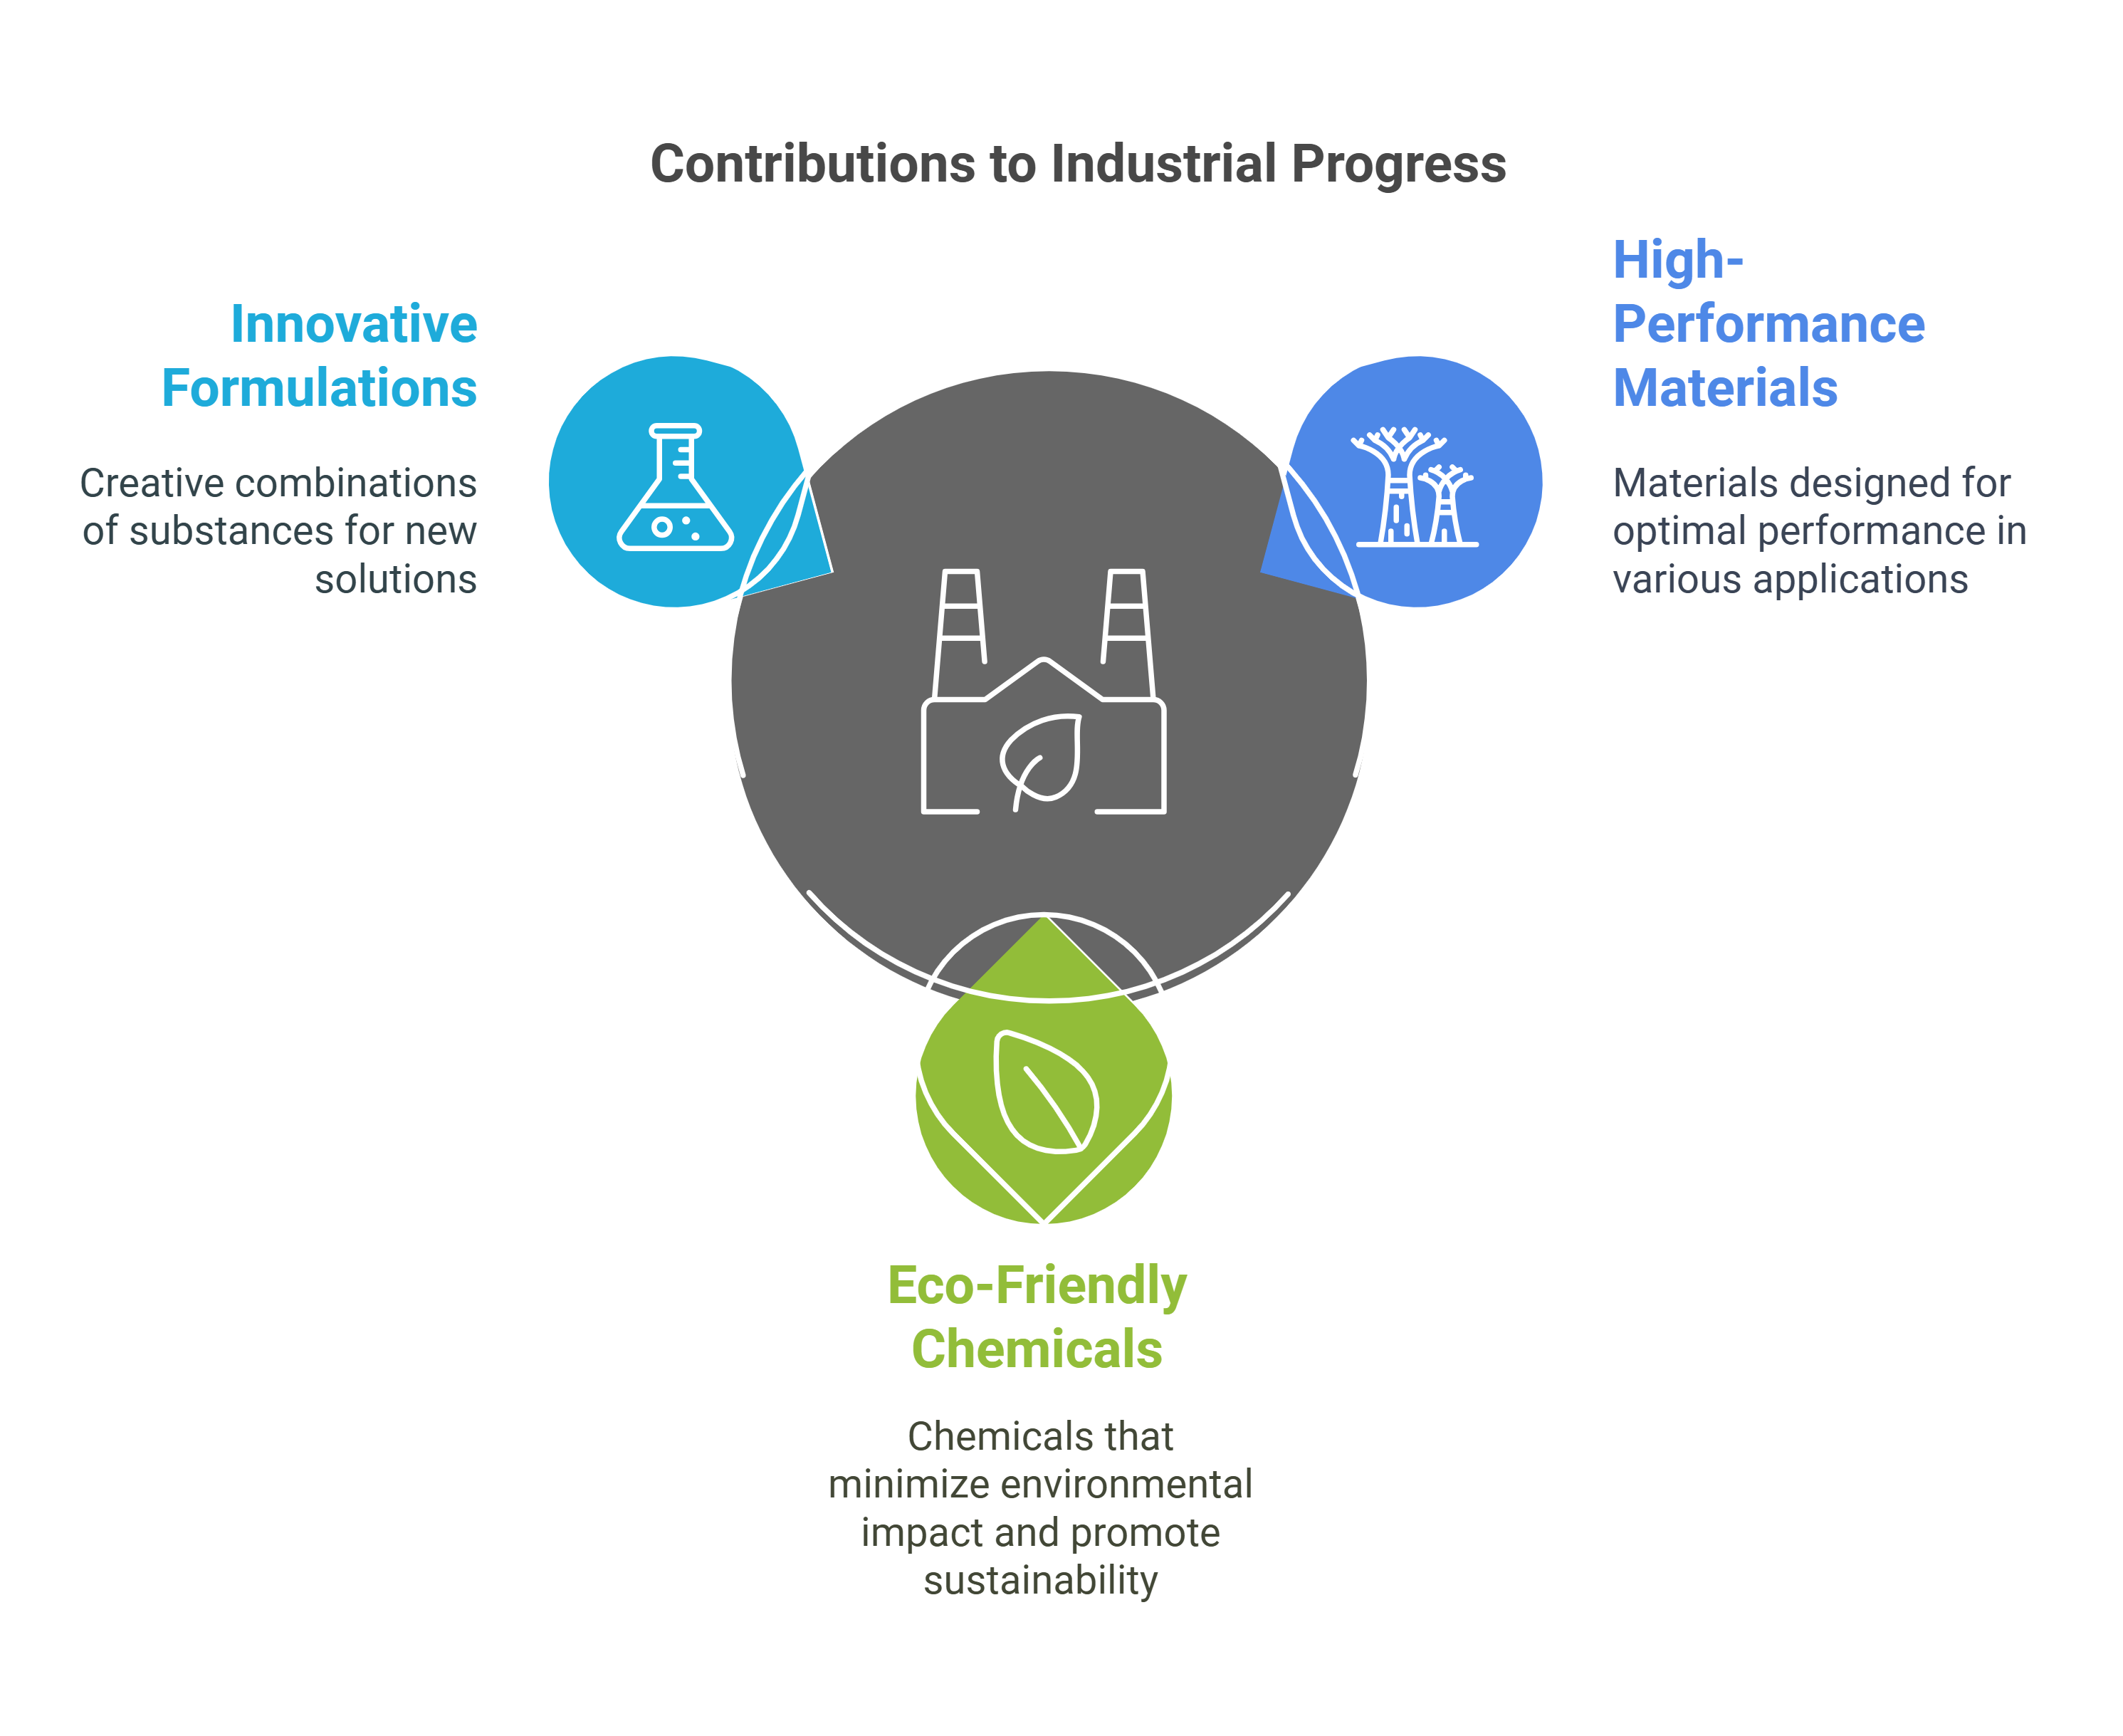 Contributions to Industrial Progress
Innovative
Formulations
Creative combinations
of substances for new
solutions
High-
Performance
Materials
Materials designed for
optimal performance in
various applications
Eco-Friendly
Chemicals
Chemicals that
minimize environmental
impact and promote
sustainability